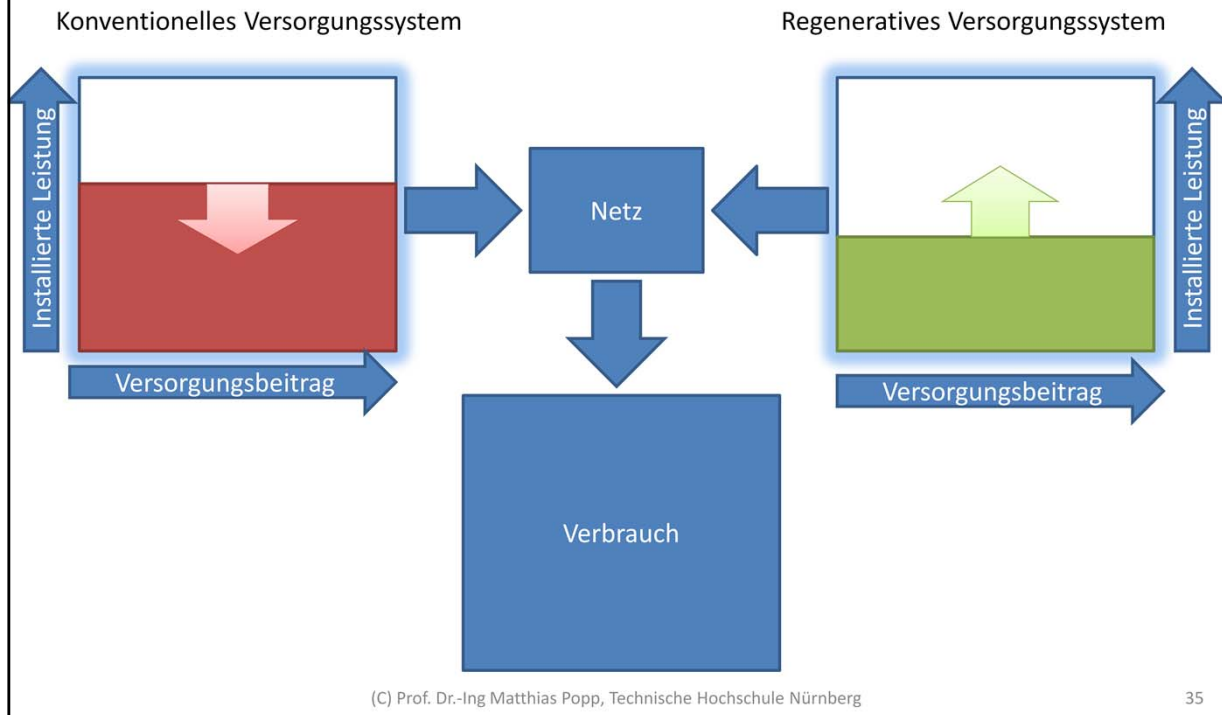 Konventionelles Versorgungssystem
Regeneratives Versorgungssystem
Installierte Leistung
Netz
Installierte Leistung
Versorgungsbeitrag
Versorgungsbeitrag
Verbrauch
(C) Prof. Dr.-Ing Matthias Popp, Technische Hochschule Nürnberg
35